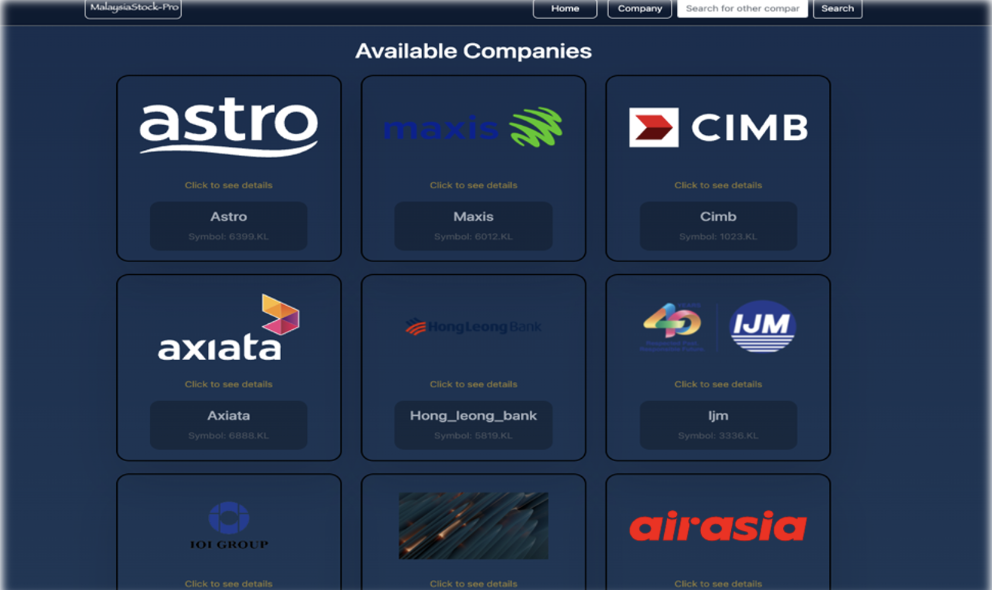 MalaysiaStock-Pro
Home
Company
Search for other compar
Search
Available Companies
astro
maxis
CIMB
Click to see details
Click to see details
Click to see details
Astro
Maxis
Cimb
Symbol: 6399.KL
Symbol: 6012.KL
Symbol: 1023.KL
axiata
HongLeong Bank
40
IJM
Click to see details
Click to see details
Click to see details
Axiata
Hong_leong_bank
Ijm
Symbol: 6888.KL
Symbol: 5819.KL
Symbol: 3336.KL
IOI GROUP
airasia
Click to see details
Click to see details
Click to see details